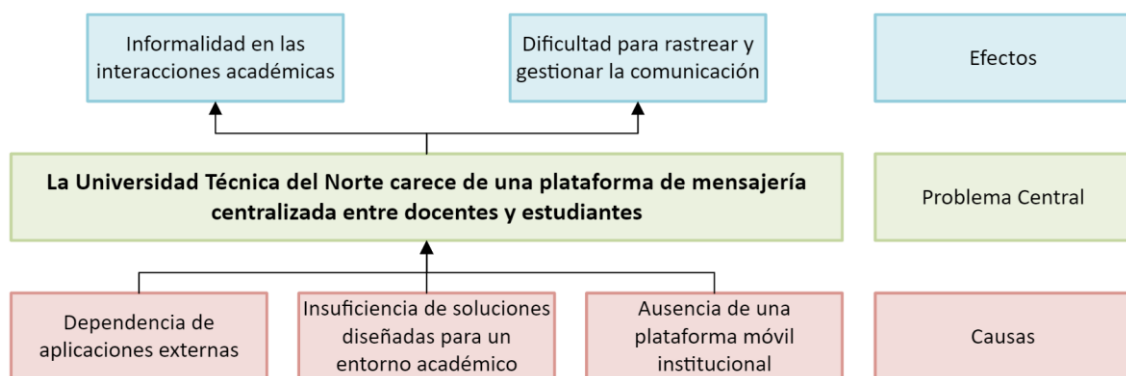 Informalidad en las
interacciones académicas
Dificultad para rastrear y
gestionar la comunicación
Efectos
La Universidad Técnica del Norte carece de una plataforma de mensajería
centralizada entre docentes y estudiantes
Problema Central
Dependencia de
aplicaciones externas
Insuficiencia de soluciones
diseñadas para un
entorno académico
Ausencia de una
plataforma móvil
institucional
Causas